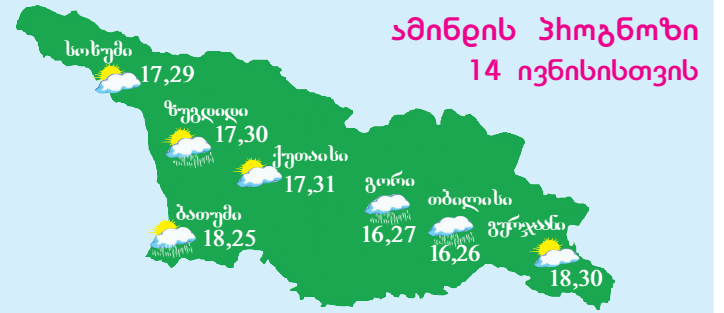 ამინდის პროგნოზი
14 ივნისისთვის
სოხუმი
17,29
ზუგდიდი
17,30
ქუთაისი
17,31
გორი
16,27
თბილისი
16,26
გურჯაანი
18,30
ბათუმი
18,25